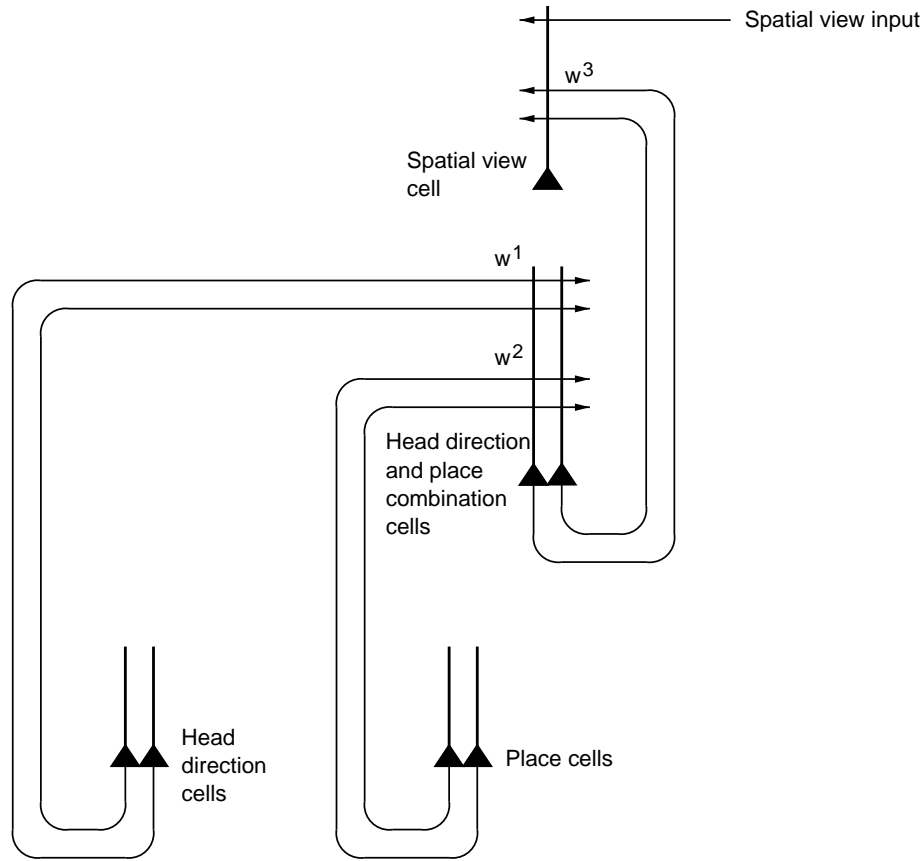 Spatial view input
w3
Spatial view
cell
w1
w2
Head direction
and place
combination
cells
Head
direction
cells
Place cells